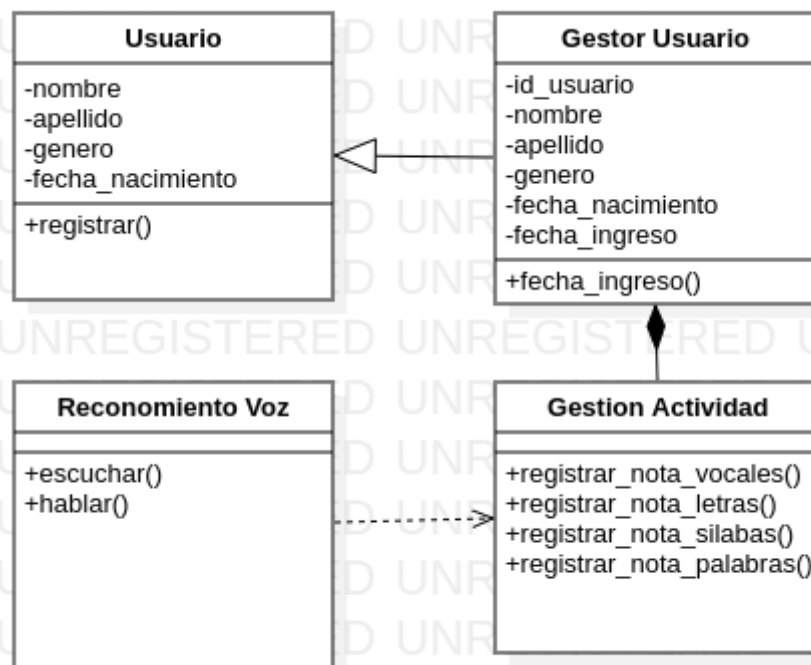 Usuario
-nombre
-apellido
-genero
-fecha_nacimiento
+registrar()
Gestor Usuario
-id_usuario
-nombre
-apellido
-genero
-fecha_nacimiento
-fecha_ingreso
+fecha_ingreso()
UNREGISTERED UNREGISTERED
Reconomiento Voz
+escuchar()
+hablar()
Gestion Actividad
+registrar_nota_vocales()
+registrar_nota_letras()
+registrar_nota_silabas()
+registrar_nota_palabras()